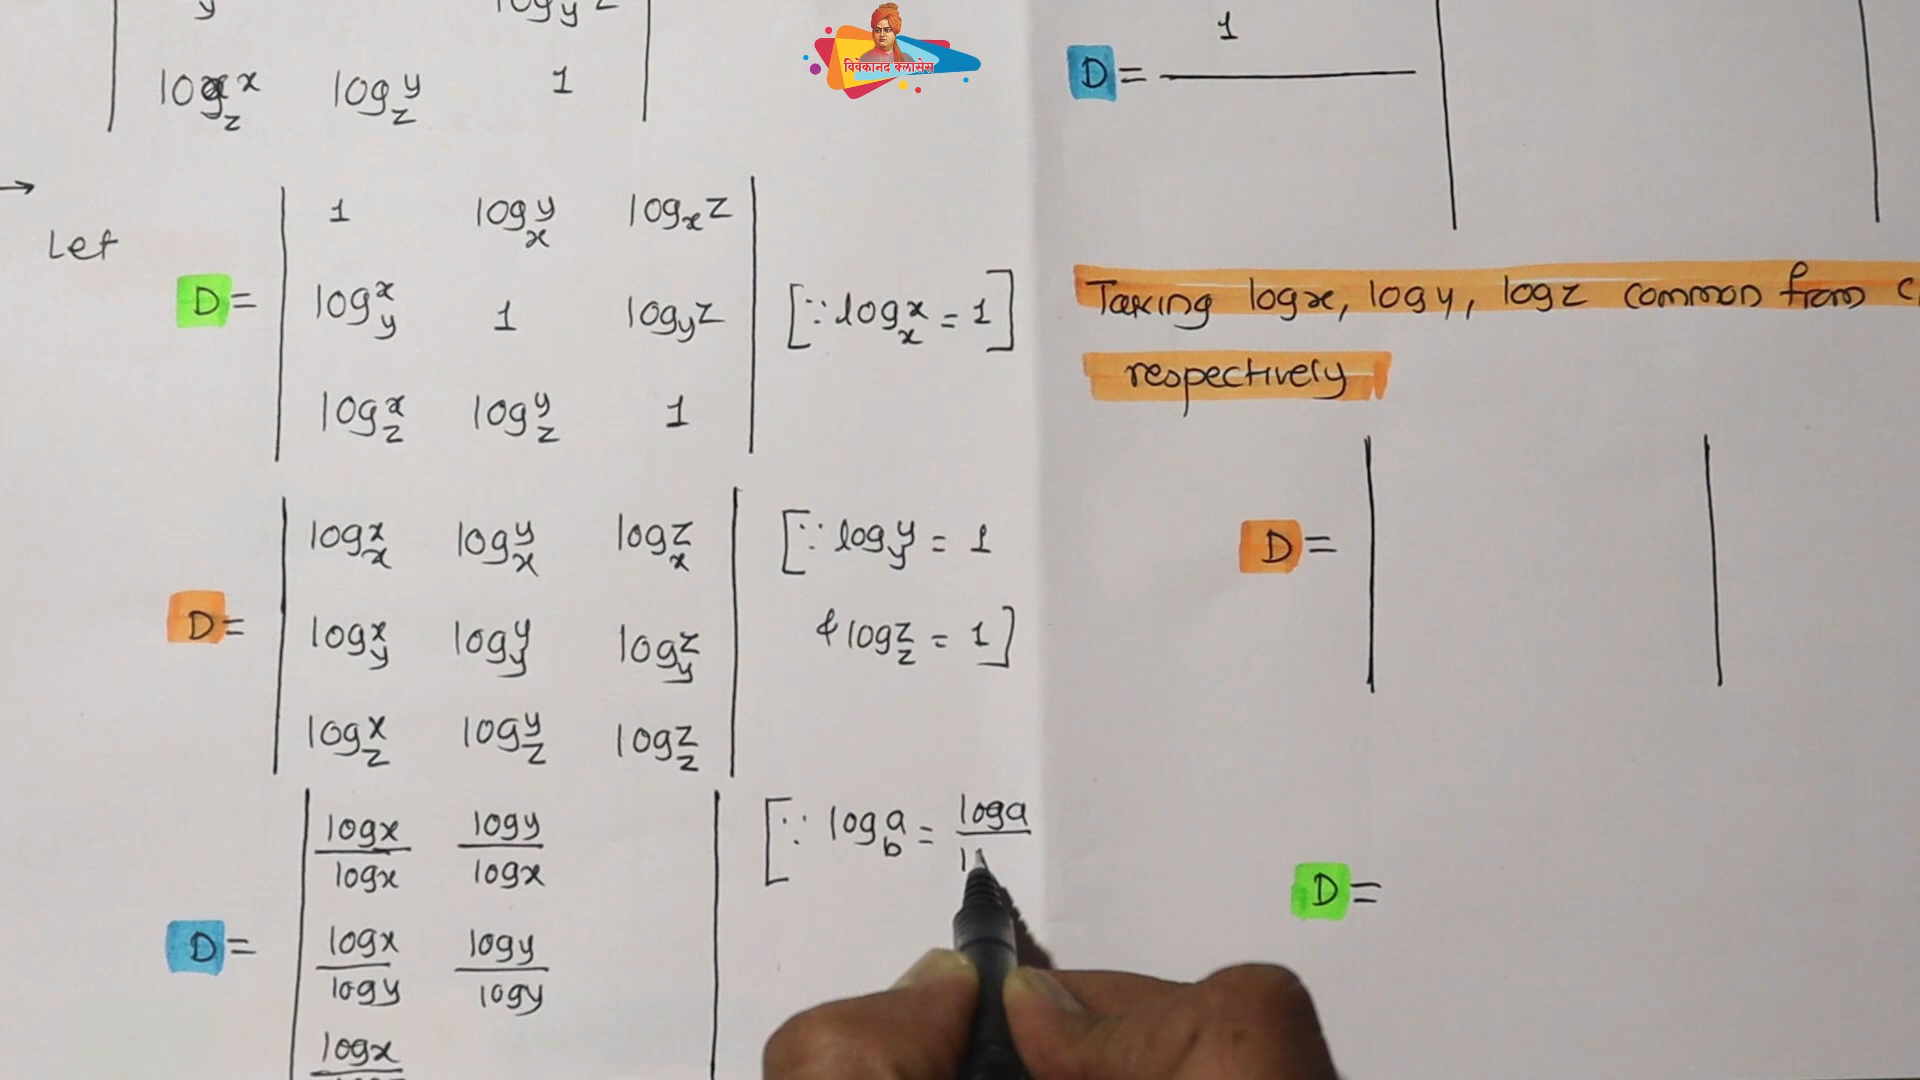 y log_y z
log_z x log_z y 1
विवेकानंद क्लासेस
→
Let
D = | 1 log_x y log_x z |
| log_y x 1 log_y z | [∵ log_x x = 1]
| log_z x log_z y 1 |
D = | log_x x log_x y log_x z | [∵ log_y y = 1
| log_y x log_y y log_y z | & log_z z = 1]
| log_z x log_z y log_z z |
D = | logx/logx logy/logx | [∵ log_b a = loga/l
| logx/logy logy/logy |
| logx
D = 1
Taking logx, logy, logz common from
respectively
D = | |
D =